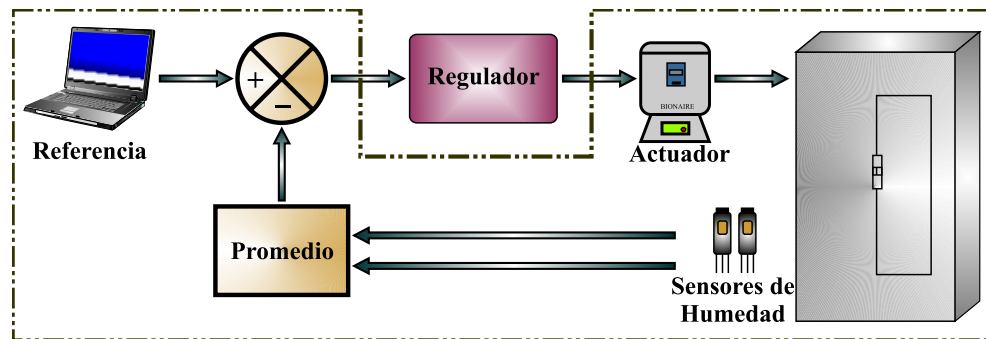 Referencia
+
−
Regulador
BIONAIRE
Actuador
Promedio
Sensores de
Humedad